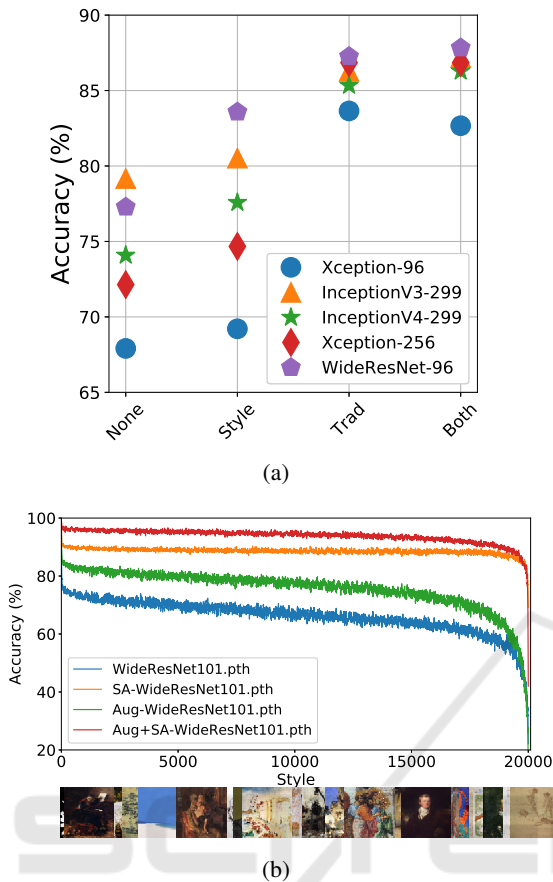 90
85
80
75
70
65
Accuracy (%)
Xception-96
InceptionV3-299
InceptionV4-299
Xception-256
WideResNet-96
None
Style
Trad
Both
(a)
100
80
60
40
20
Accuracy (%)
WideResNet101.pth
SA-WideResNet101.pth
Aug-WideResNet101.pth
Aug+SA-WideResNet101.pth
0 5000 10000 15000 20000
Style
(b)